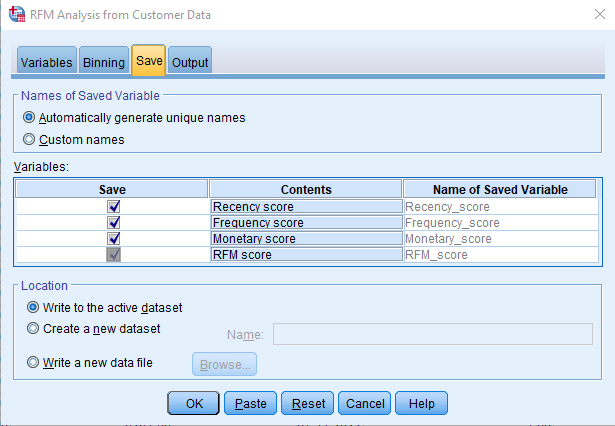 RFM Analysis from Customer Data
Variables Binning Save Output
Names of Saved Variable
Automatically generate unique names
Custom names
Variables:
Save Contents Name of Saved Variable
Recency score Recency_score
Frequency score Frequency_score
Monetary score Monetary_score
RFM score RFM_score
Location
Write to the active dataset
Create a new dataset Name:
Write a new data file Browse...
OK Paste Reset Cancel Help